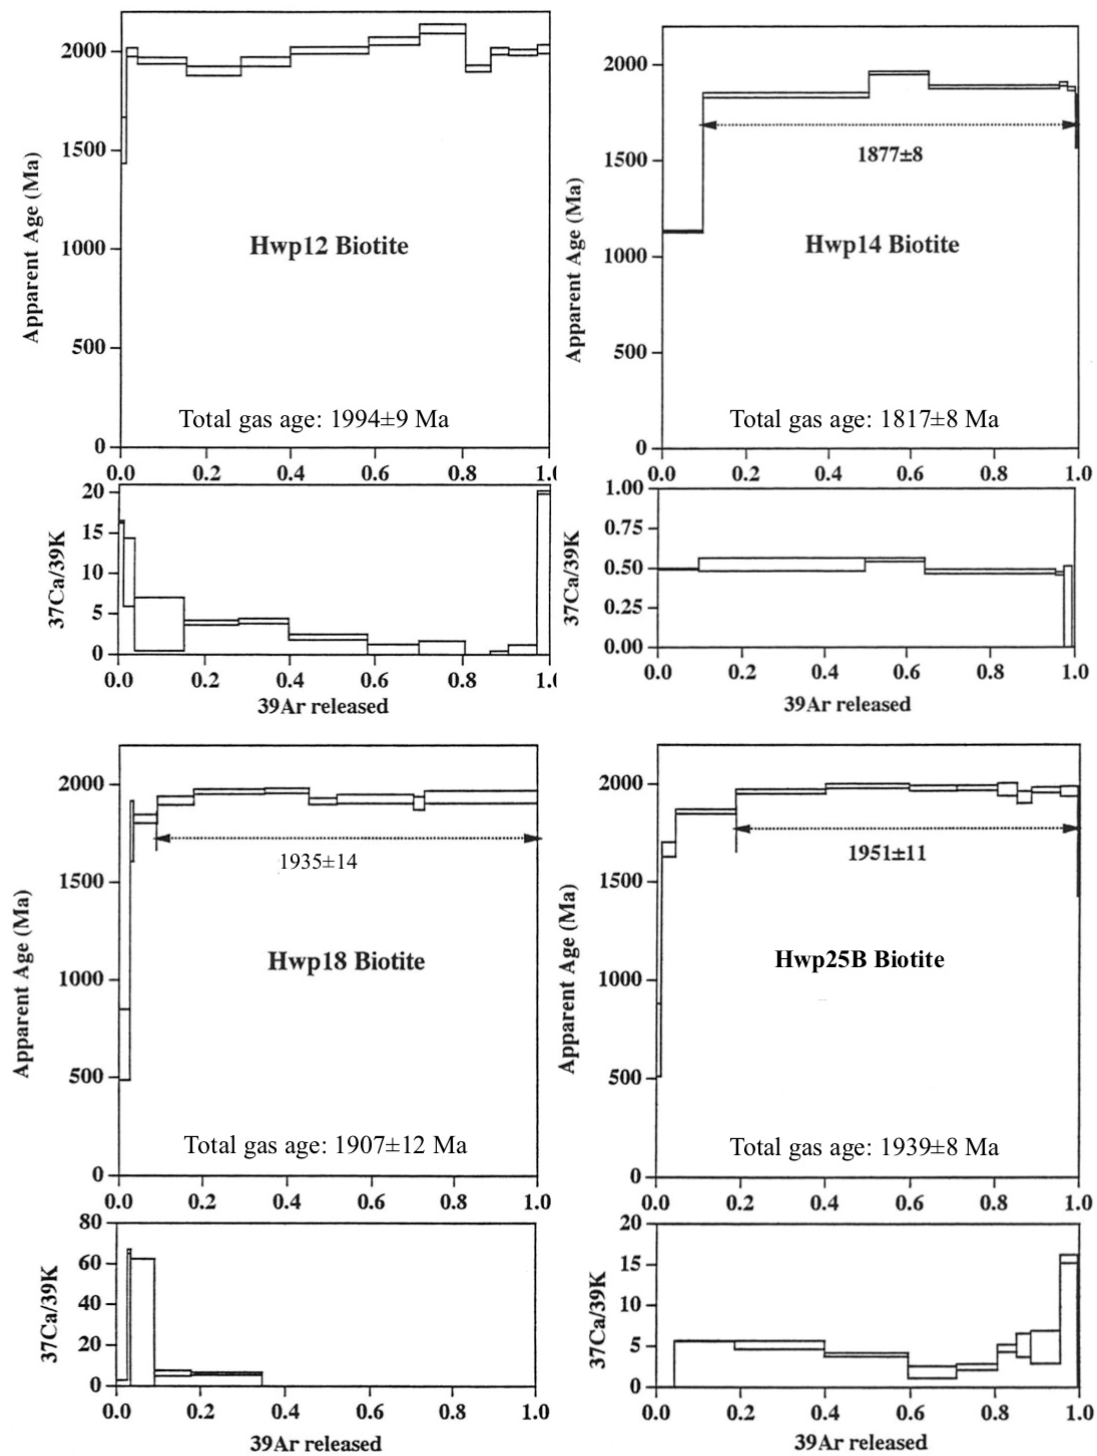 2000
1500
1000
500
0
Apparent Age (Ma)
Hwp12 Biotite
Total gas age: 1994±9 Ma
0.0 0.2 0.4 0.6 0.8 1.0
20
15
10
5
0
37Ca/39K
0.0 0.2 0.4 0.6 0.8 1.0
39Ar released
2000
1500
1000
500
0
Apparent Age (Ma)
1877±8
Hwp14 Biotite
Total gas age: 1817±8 Ma
0.0 0.2 0.4 0.6 0.8 1.0
1.00
0.75
0.50
0.25
0.00
37Ca/39K
0.0 0.2 0.4 0.6 0.8 1.0
39Ar released
2000
1500
1000
500
0
Apparent Age (Ma)
1935±14
Hwp18 Biotite
Total gas age: 1907±12 Ma
0.0 0.2 0.4 0.6 0.8 1.0
80
60
40
20
0
37Ca/39K
0.0 0.2 0.4 0.6 0.8 1.0
39Ar released
2000
1500
1000
500
0
Apparent Age (Ma)
1951±11
Hwp25B Biotite
Total gas age: 1939±8 Ma
0.0 0.2 0.4 0.6 0.8 1.0
20
15
10
5
0
37Ca/39K
0.0 0.2 0.4 0.6 0.8 1.0
39Ar released